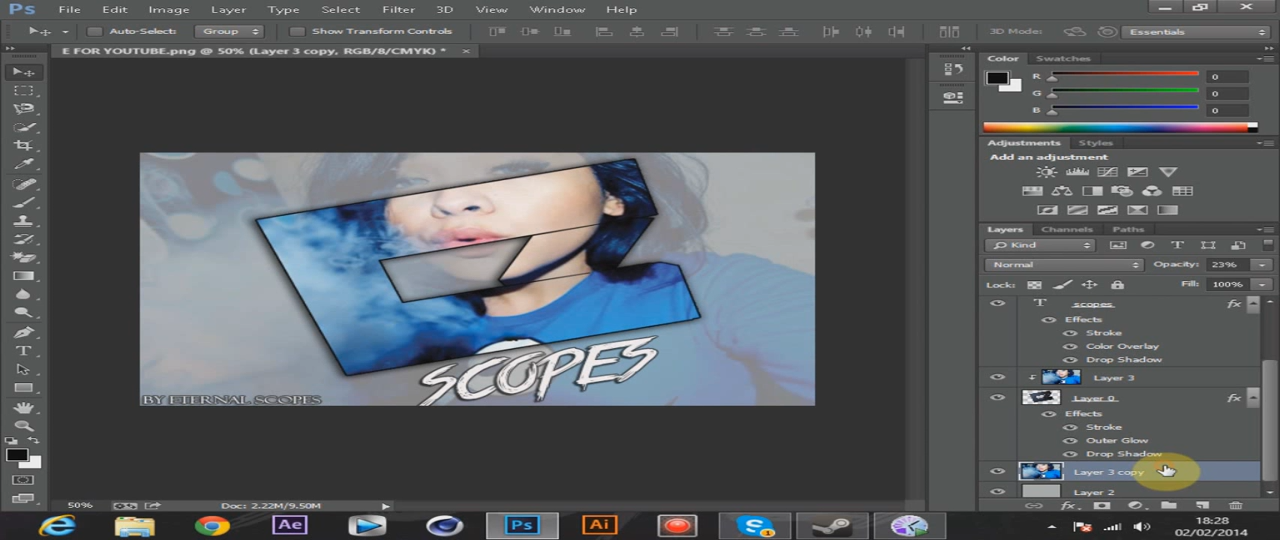 Ps File Edit Image Layer Type Select Filter 3D View Window Help
Auto-Select: Group Show Transform Controls 3D Mode: Essentials
E FOR YOUTUBE.png @ 50% (Layer 3 copy, RGB/8/CMYK) * ×
Color Swatches
R 0
G 0
B 0
Adjustments Styles
Add an adjustment
Layers Channels Paths
Kind
Normal Opacity: 23%
Lock: Fill: 100%
T scopes fx
Effects
Stroke
Color Overlay
Drop Shadow
Layer 3
Layer 0 fx
Effects
Stroke
Outer Glow
Drop Shadow
Layer 3 copy
Layer 2
SCOPES
BY ETERNAL SCOPES
50% Doc: 2.22M/9.50M
Ae Ps Ai S 1
18:28
02/02/2014